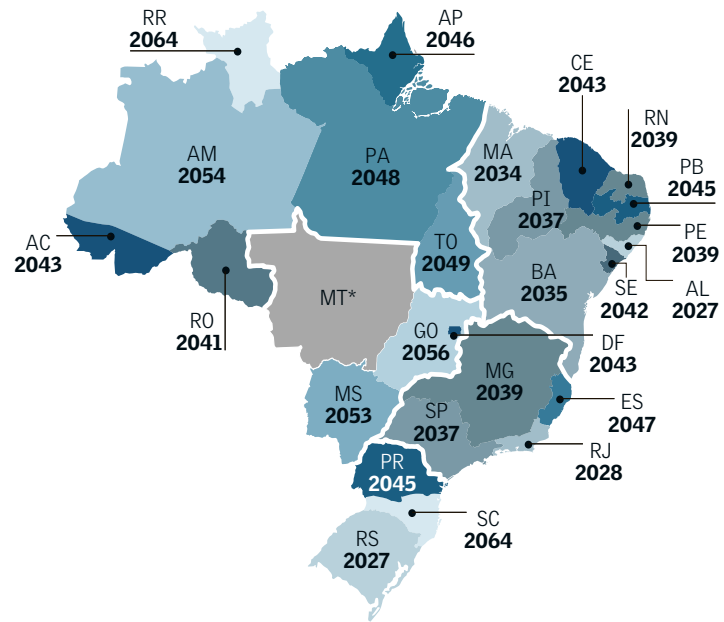 RR
2064
AP
2046
CE
2043
RN
2039
PB
2045
PE
2039
AL
2027
SE
2042
AM
2054
PA
2048
MA
2034
PI
2037
TO
2049
BA
2035
AC
2043
RO
2041
MT*
GO
2056
DF
2043
MS
2053
MG
2039
ES
2047
SP
2037
RJ
2028
PR
2045
SC
2064
RS
2027